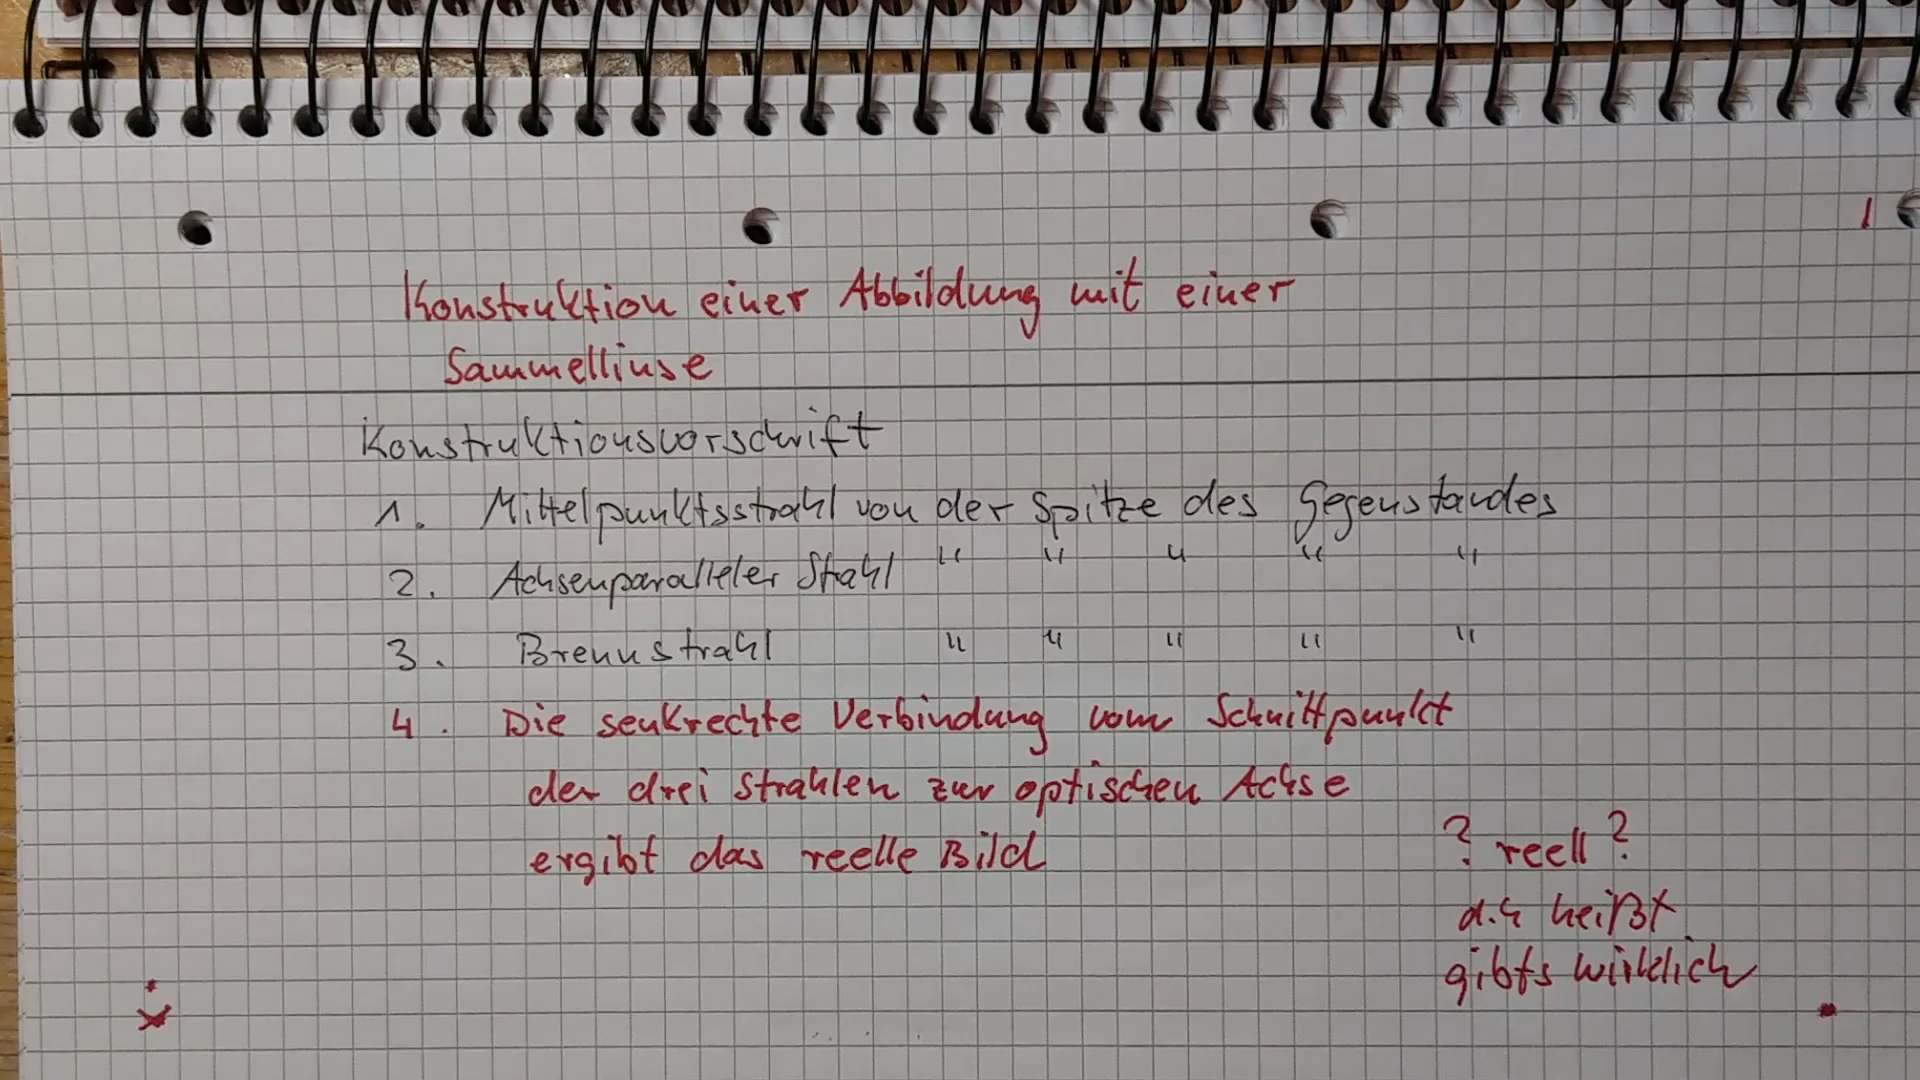 Konstruktion einer Abbildung mit einer
Sammellinse
Konstruktionsvorschrift
1. Mittelpunktsstrahl von der Spitze des Gegenstandes
2. Achsenparalleler Strahl " " " " "
3. Brennstrahl " " " " "
4. Die senkrechte Verbindung vom Schnittpunkt
der drei Strahlen zur optischen Achse
ergibt das reelle Bild
? reell ?
d.h heißt
gibts wirklich